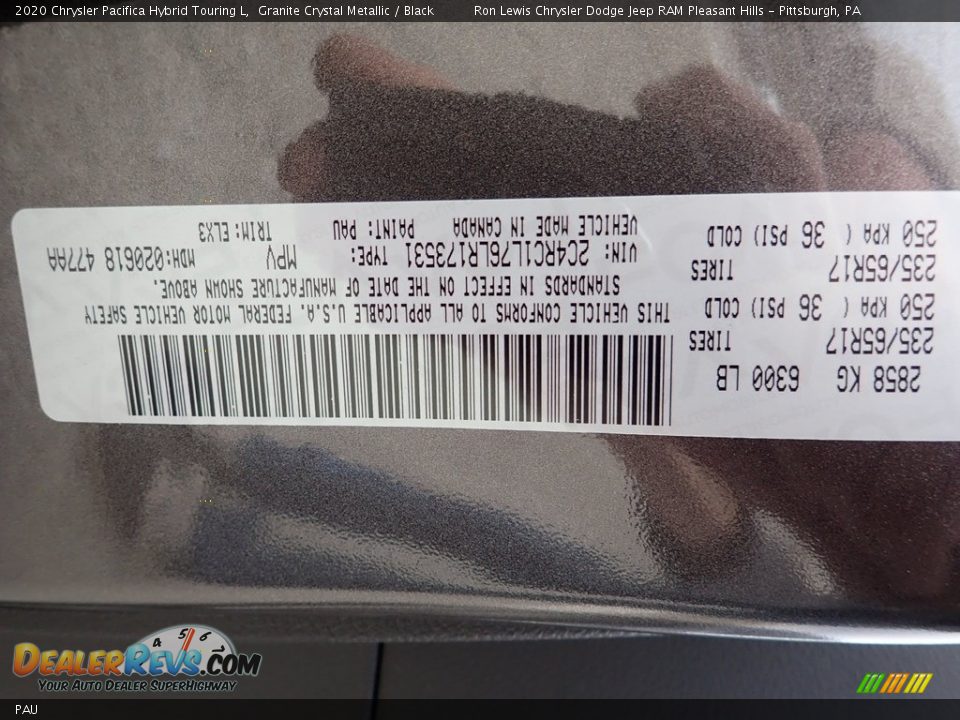 2020 Chrysler Pacifica Hybrid Touring L, Granite Crystal Metallic / Black Ron Lewis Chrysler Dodge Jeep RAM Pleasant Hills - Pittsburgh, PA
2858 KG 6300 LB
235/65R17 TIRES
250 KPA ( 36 PSI) COLD
235/65R17 TIRES
250 KPA ( 36 PSI) COLD
THIS VEHICLE CONFORMS TO ALL APPLICABLE U.S.A. FEDERAL MOTOR VEHICLE SAFETY
STANDARDS IN EFFECT ON THE DATE OF MANUFACTURE SHOWN ABOVE.
VIN: 2C4RC1L76LR173531 TYPE: MPV MDH:020618 477AA
VEHICLE MADE IN CANADA PAINT: PAU TRIM: ELX3
4 5 6
DEALERREVS.COM
YOUR AUTO DEALER SUPERHIGHWAY
PAU